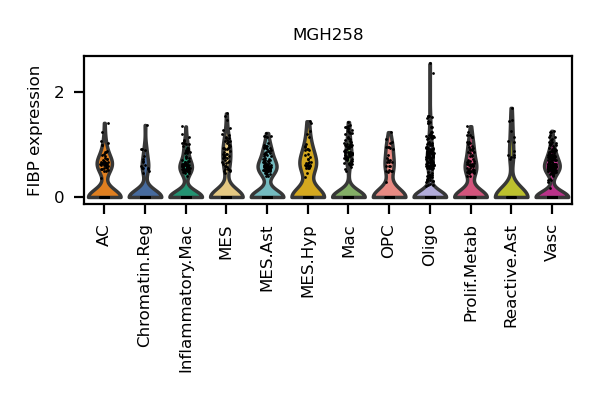 MGH258
FIBP expression
2
0
AC
Chromatin.Reg
Inflammatory.Mac
MES
MES.Ast
MES.Hyp
Mac
OPC
Oligo
Prolif.Metab
Reactive.Ast
Vasc